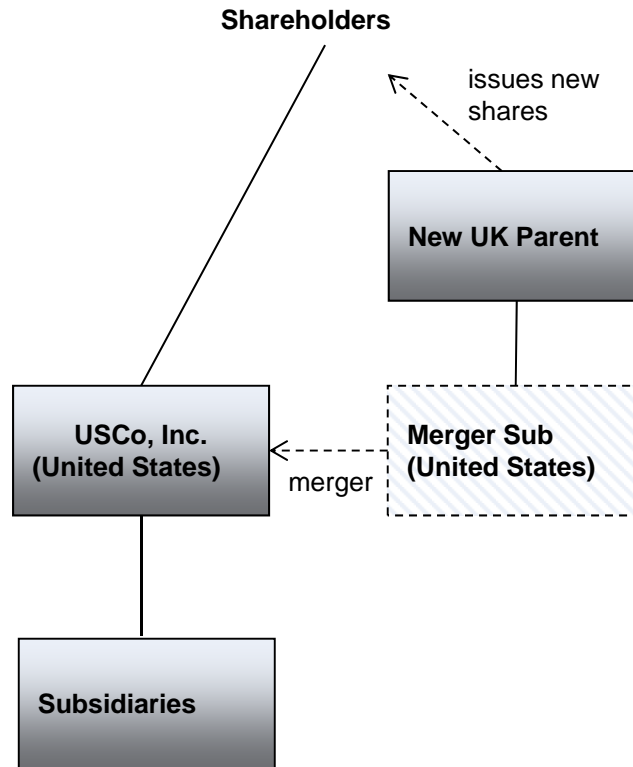 Shareholders
issues new
shares
New UK Parent
USCo, Inc.
(United States)
Merger Sub
(United States)
merger
Subsidiaries